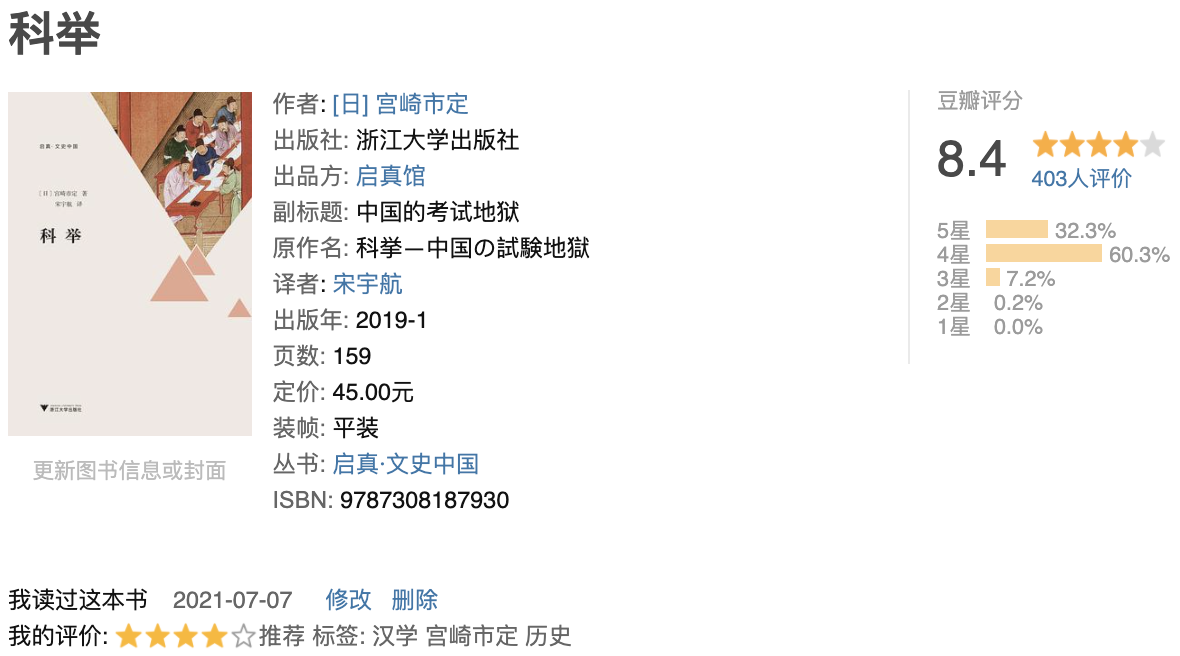 科举
启真·文史中国
［日］宫崎市定 著
宋宇航 译
科 举
浙江大学出版社
更新图书信息或封面
作者: [日] 宫崎市定
出版社: 浙江大学出版社
出品方: 启真馆
副标题: 中国的考试地狱
原作名: 科挙—中国の試験地獄
译者: 宋宇航
出版年: 2019-1
页数: 159
定价: 45.00元
装帧: 平装
丛书: 启真·文史中国
ISBN: 9787308187930
豆瓣评分
8.4
403人评价
5星 32.3%
4星 60.3%
3星 7.2%
2星 0.2%
1星 0.0%
我读过这本书 2021-07-07 修改 删除
我的评价: 推荐 标签: 汉学 宫崎市定 历史